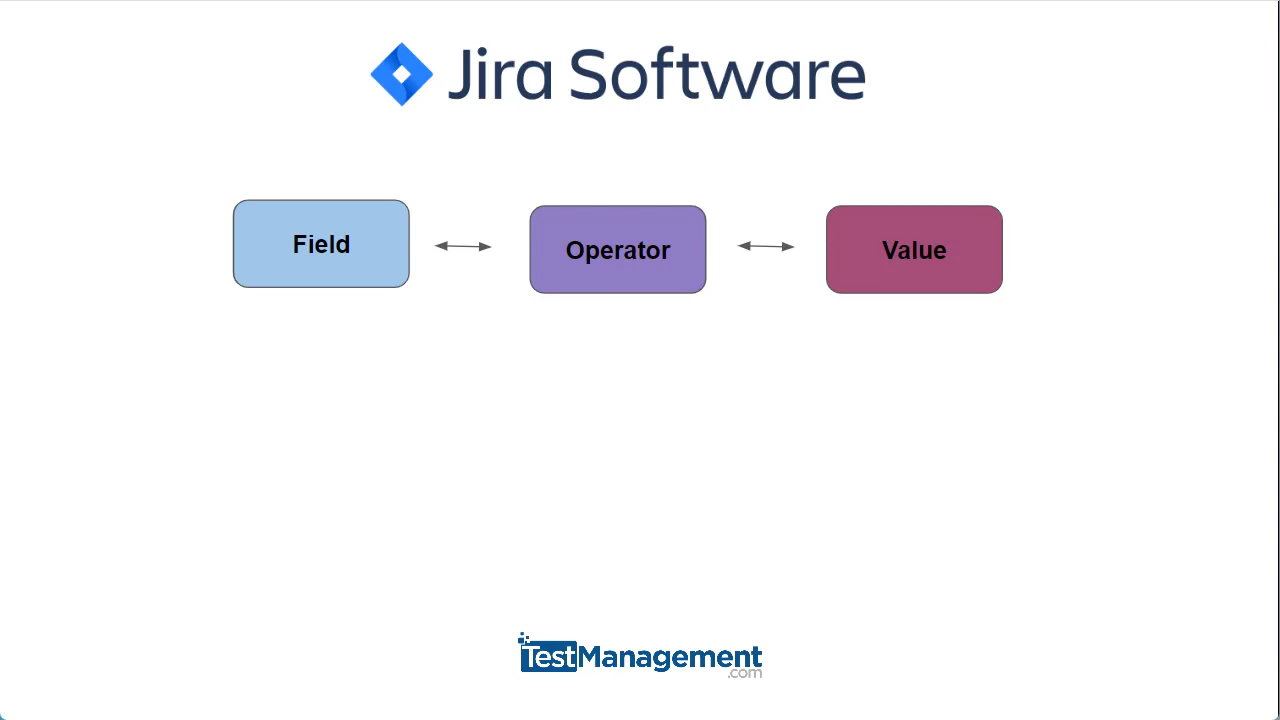 Jira Software
Field
Operator
Value
TestManagement
.com